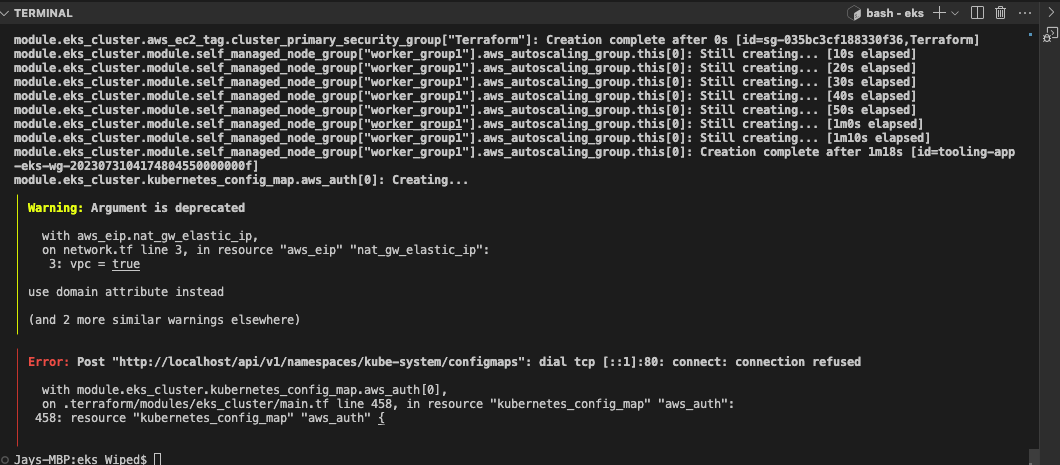 TERMINAL
bash - eks
module.eks_cluster.aws_ec2_tag.cluster_primary_security_group["Terraform"]: Creation complete after 0s [id=sg-035bc3cf188330f36,Terraform]
module.eks_cluster.module.self_managed_node_group["worker_group1"].aws_autoscaling_group.this[0]: Still creating... [10s elapsed]
module.eks_cluster.module.self_managed_node_group["worker_group1"].aws_autoscaling_group.this[0]: Still creating... [20s elapsed]
module.eks_cluster.module.self_managed_node_group["worker_group1"].aws_autoscaling_group.this[0]: Still creating... [30s elapsed]
module.eks_cluster.module.self_managed_node_group["worker_group1"].aws_autoscaling_group.this[0]: Still creating... [40s elapsed]
module.eks_cluster.module.self_managed_node_group["worker_group1"].aws_autoscaling_group.this[0]: Still creating... [50s elapsed]
module.eks_cluster.module.self_managed_node_group["worker_group1"].aws_autoscaling_group.this[0]: Still creating... [1m0s elapsed]
module.eks_cluster.module.self_managed_node_group["worker_group1"].aws_autoscaling_group.this[0]: Still creating... [1m10s elapsed]
module.eks_cluster.module.self_managed_node_group["worker_group1"].aws_autoscaling_group.this[0]: Creation complete after 1m18s [id=tooling-app
-eks-wg-20230731041748045500000000f]
module.eks_cluster.kubernetes_config_map.aws_auth[0]: Creating...
Warning: Argument is deprecated
with aws_eip.nat_gw_elastic_ip,
on network.tf line 3, in resource "aws_eip" "nat_gw_elastic_ip":
3: vpc = true
use domain attribute instead
(and 2 more similar warnings elsewhere)
Error: Post "http://localhost/api/v1/namespaces/kube-system/configmaps": dial tcp [::1]:80: connect: connection refused
with module.eks_cluster.kubernetes_config_map.aws_auth[0],
on .terraform/modules/eks_cluster/main.tf line 458, in resource "kubernetes_config_map" "aws_auth":
458: resource "kubernetes_config_map" "aws_auth" {
Jays-MBP:eks Wiped$